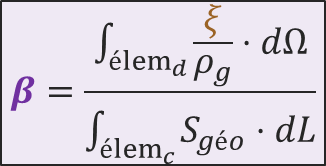 β = ∫élem_d ξ/ρ_g · dΩ / ∫élem_c S_géo · dL